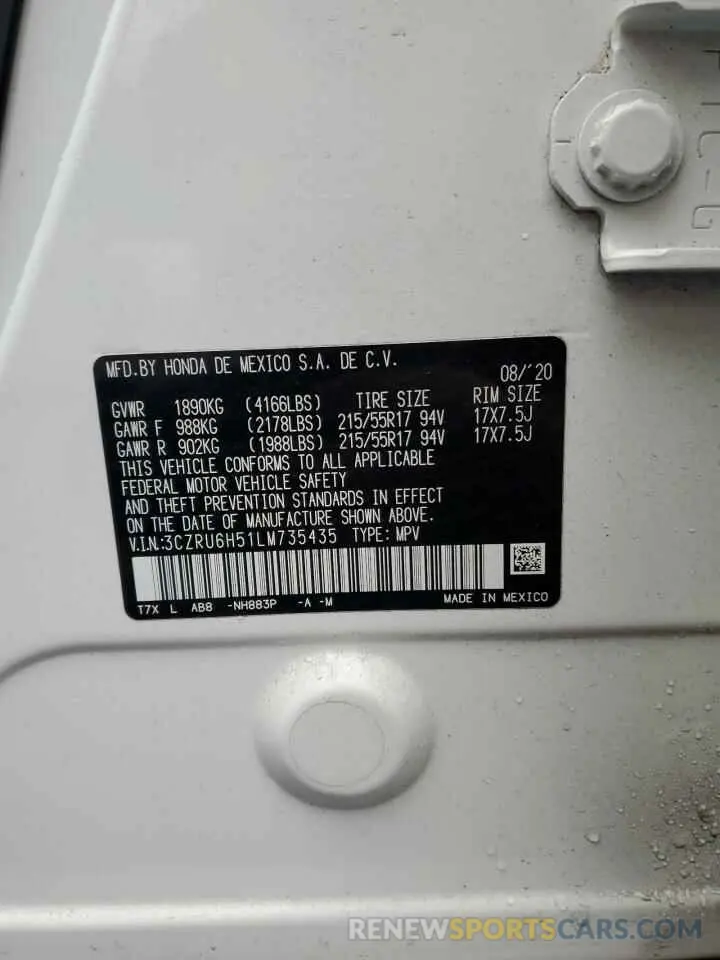 MFD.BY HONDA DE MEXICO S.A. DE C.V.
08/'20
GVWR 1890KG (4166LBS) TIRE SIZE RIM SIZE
GAWR F 988KG (2178LBS) 215/55R17 94V 17X7.5J
GAWR R 902KG (1988LBS) 215/55R17 94V 17X7.5J
THIS VEHICLE CONFORMS TO ALL APPLICABLE
FEDERAL MOTOR VEHICLE SAFETY
AND THEFT PREVENTION STANDARDS IN EFFECT
ON THE DATE OF MANUFACTURE SHOWN ABOVE.
V.I.N.:3CZRU6H51LM735435 TYPE: MPV
T7X L AB8 -NH883P -A -M MADE IN MEXICO
RENEWSPORTSCARS.COM